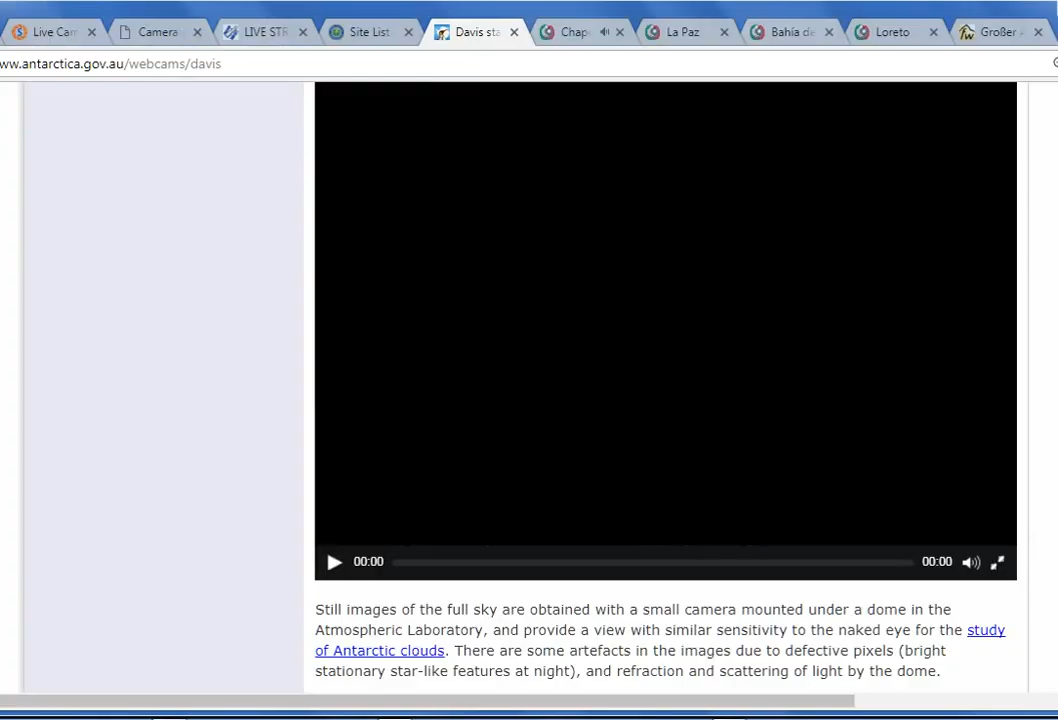 Live Cam
Camera
LIVE STR
Site List
Davis sta
Chap
La Paz
Bahía de
Loreto
Großer
ww.antarctica.gov.au/webcams/davis
00:00
00:00
Still images of the full sky are obtained with a small camera mounted under a dome in the
Atmospheric Laboratory, and provide a view with similar sensitivity to the naked eye for the study
of Antarctic clouds. There are some artefacts in the images due to defective pixels (bright
stationary star-like features at night), and refraction and scattering of light by the dome.